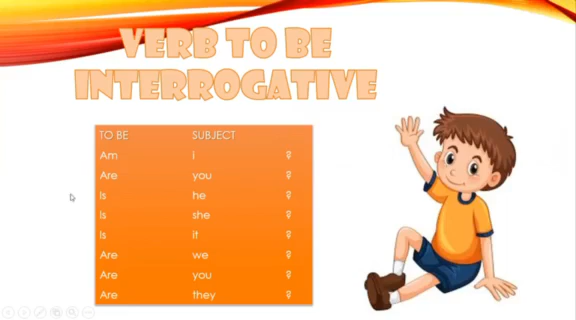 VERB TO BE
INTERROGATIVE
TO BE SUBJECT
Am i ?
Are you ?
Is he ?
Is she ?
Is it ?
Are we ?
Are you ?
Are they ?